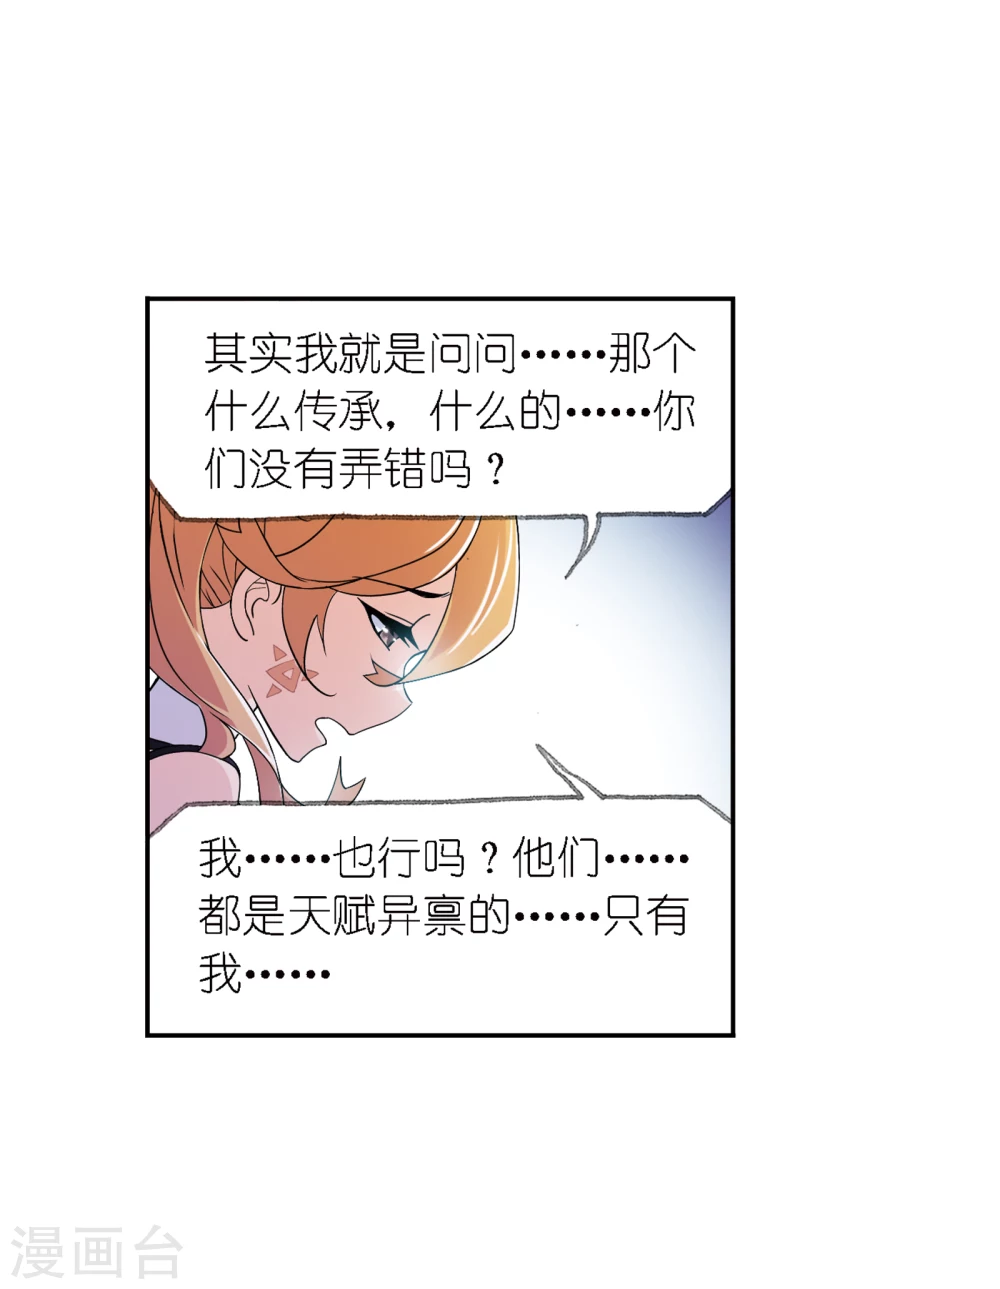 其实我就是问问……那个
什么传承，什么的……你
们没有弄错吗？
我……也行吗？他们……
都是天赋异禀的……只有
我……
漫画台